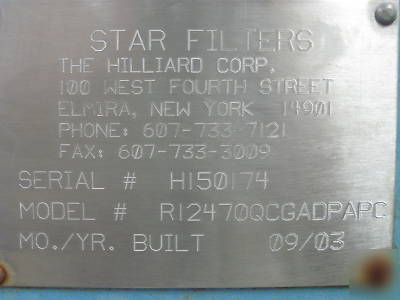 STAR FILTERS
THE HILLIARD CORP.
100 WEST FOURTH STREET
ELMIRA, NEW YORK 14901
PHONE: 607-733-7121
FAX: 607-733-3009
SERIAL # H150174
MODEL # R12470QCGADPAPC
MO./YR. BUILT 09/03